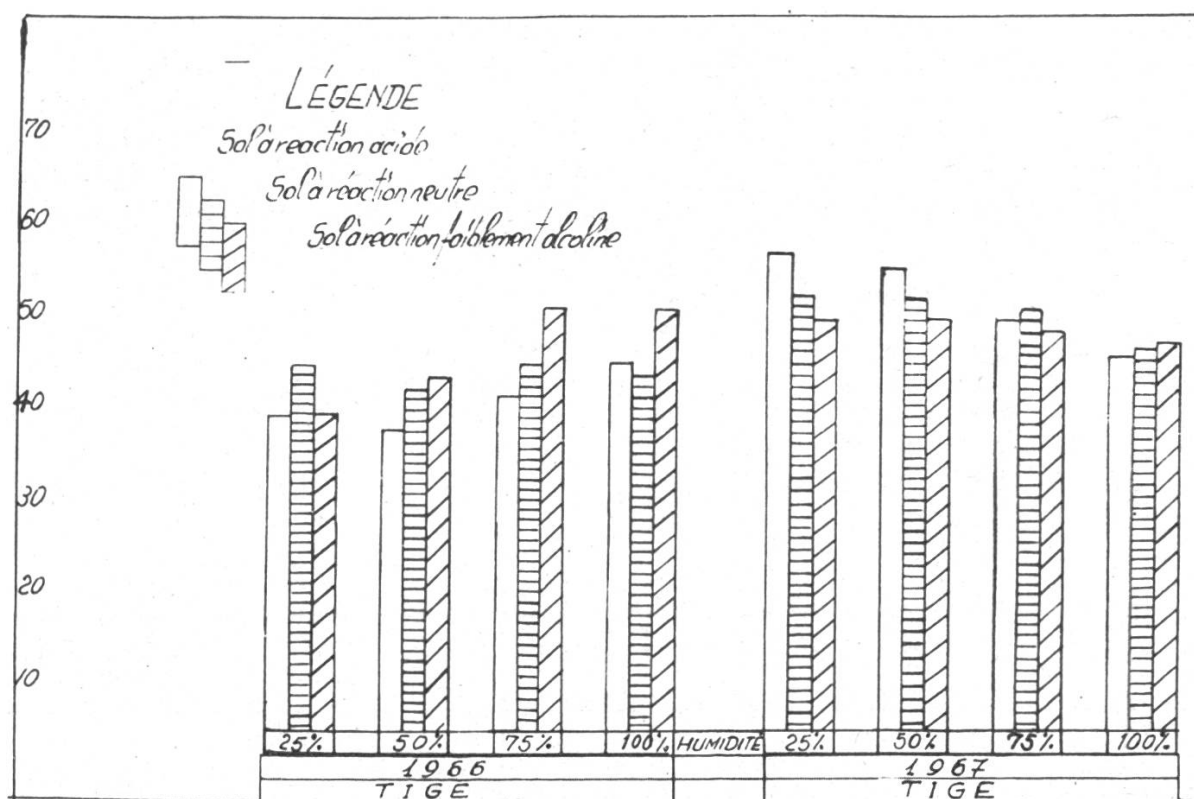 LÉGENDE
Sol à reaction acide
Sol à réaction neutre
Sol à réaction faiblement alcaline
70
60
50
40
30
20
10
25% 50% 75% 100% HUMIDITÉ 25% 50% 75% 100%
1966 1967
TIGE TIGE